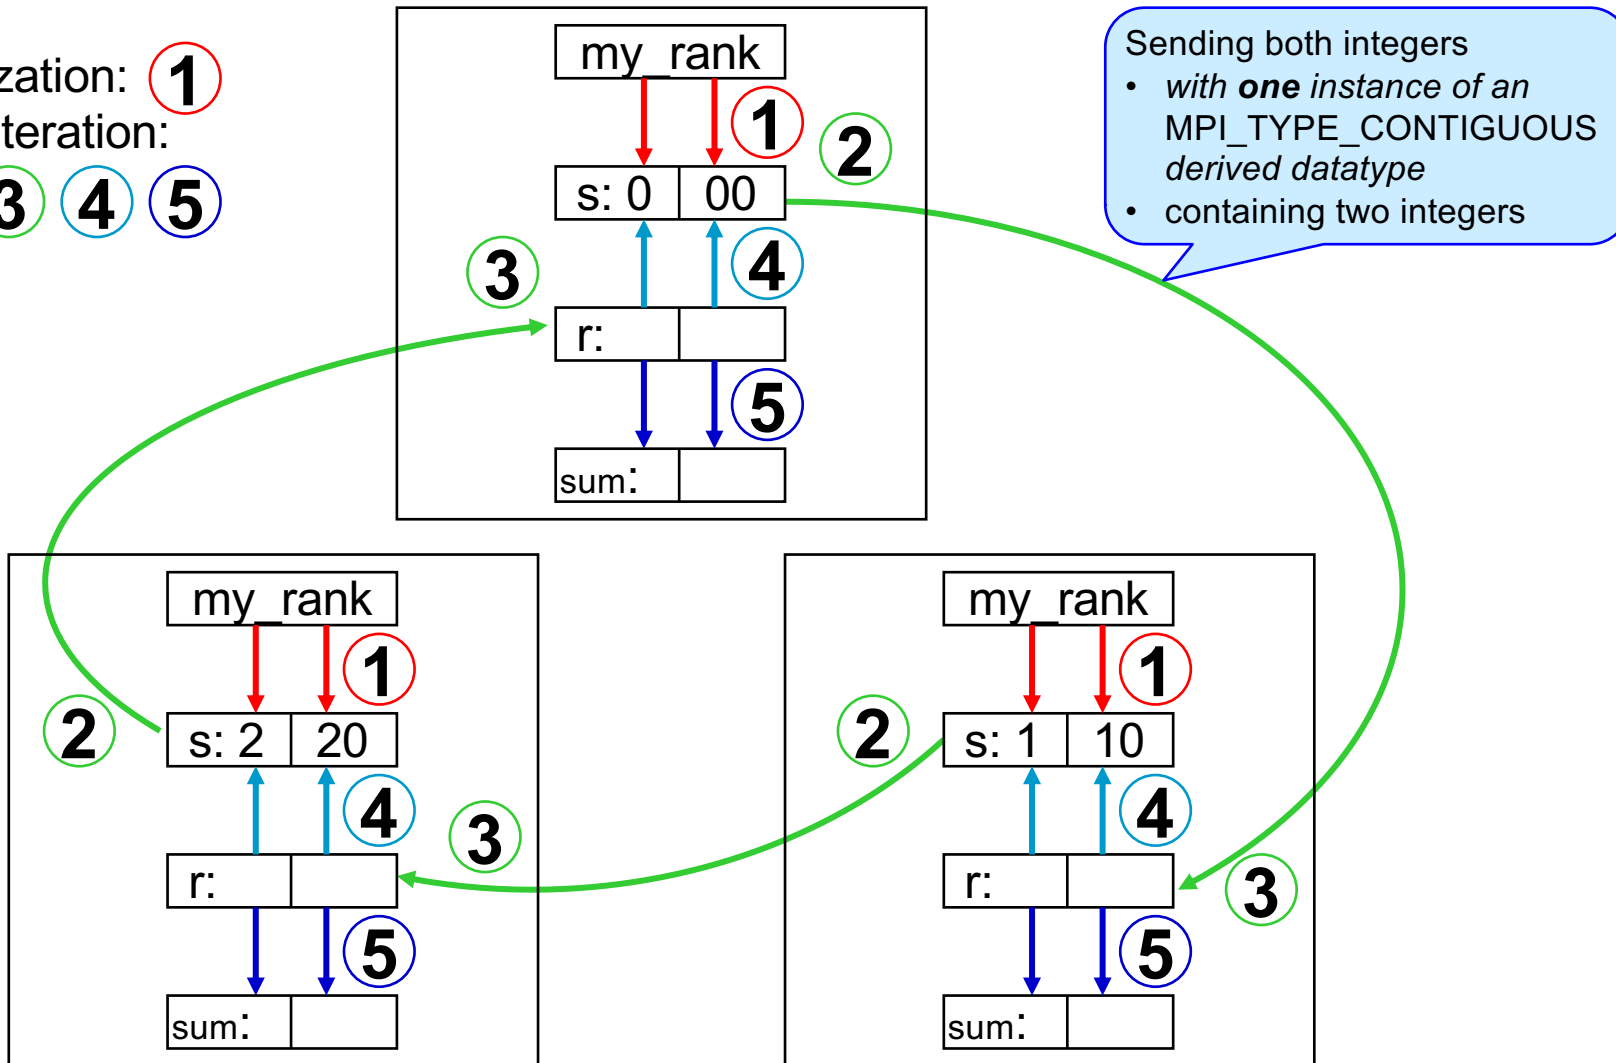 zation: 1
teration:
3 4 5
Sending both integers
• with one instance of an
MPI_TYPE_CONTIGUOUS
derived datatype
• containing two integers
my_rank
1
2
s: 0 00
3
4
r:
5
sum:
my_rank
1
2
s: 2 20
4
3
r:
5
sum:
my_rank
1
2
s: 1 10
4
r:
3
5
sum: